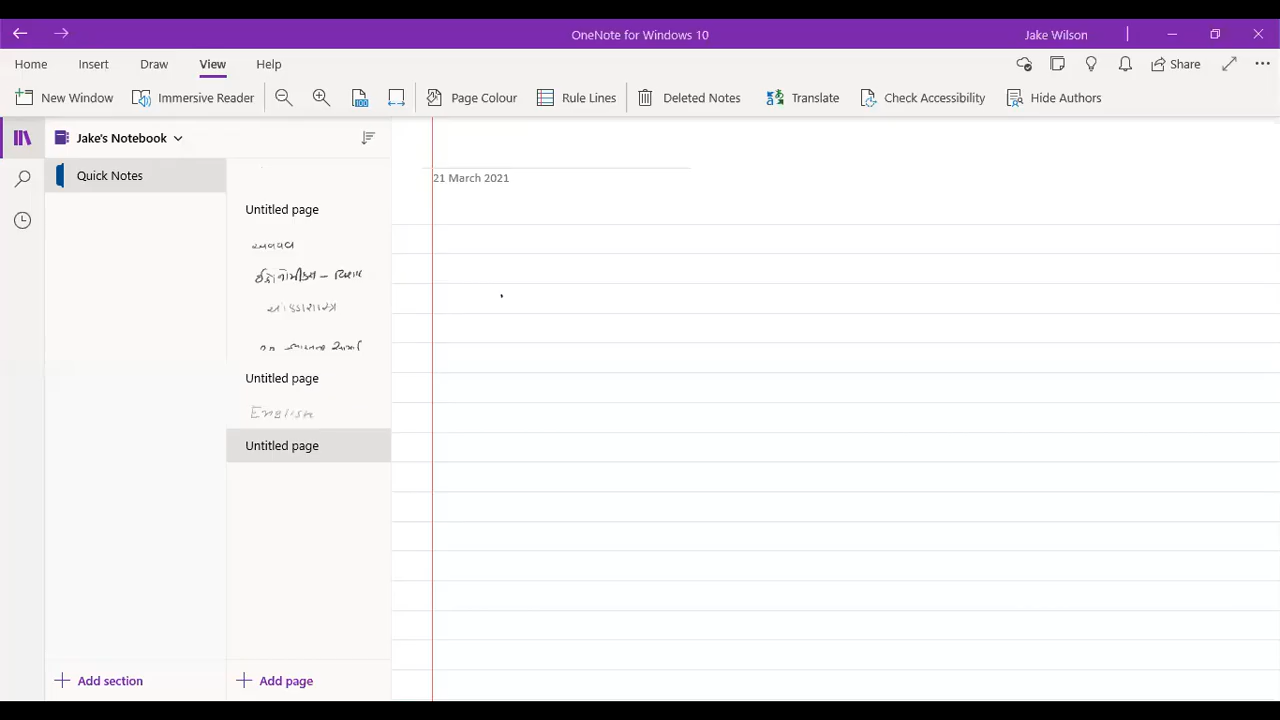 OneNote for Windows 10
Jake Wilson
Home Insert Draw View Help
Share
New Window Immersive Reader Page Colour Rule Lines Deleted Notes Translate Check Accessibility Hide Authors
Jake's Notebook
Quick Notes
Untitled page
Untitled page
English
Untitled page
21 March 2021
Add section
Add page